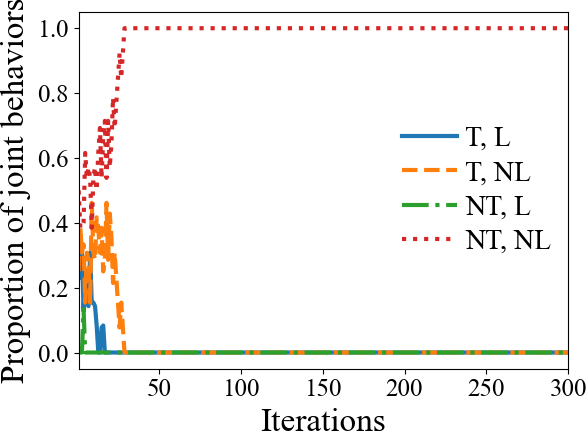 Proportion of joint behaviors
1.0
0.8
0.6
0.4
0.2
0.0
T, L
T, NL
NT, L
NT, NL
50 100 150 200 250 300
Iterations